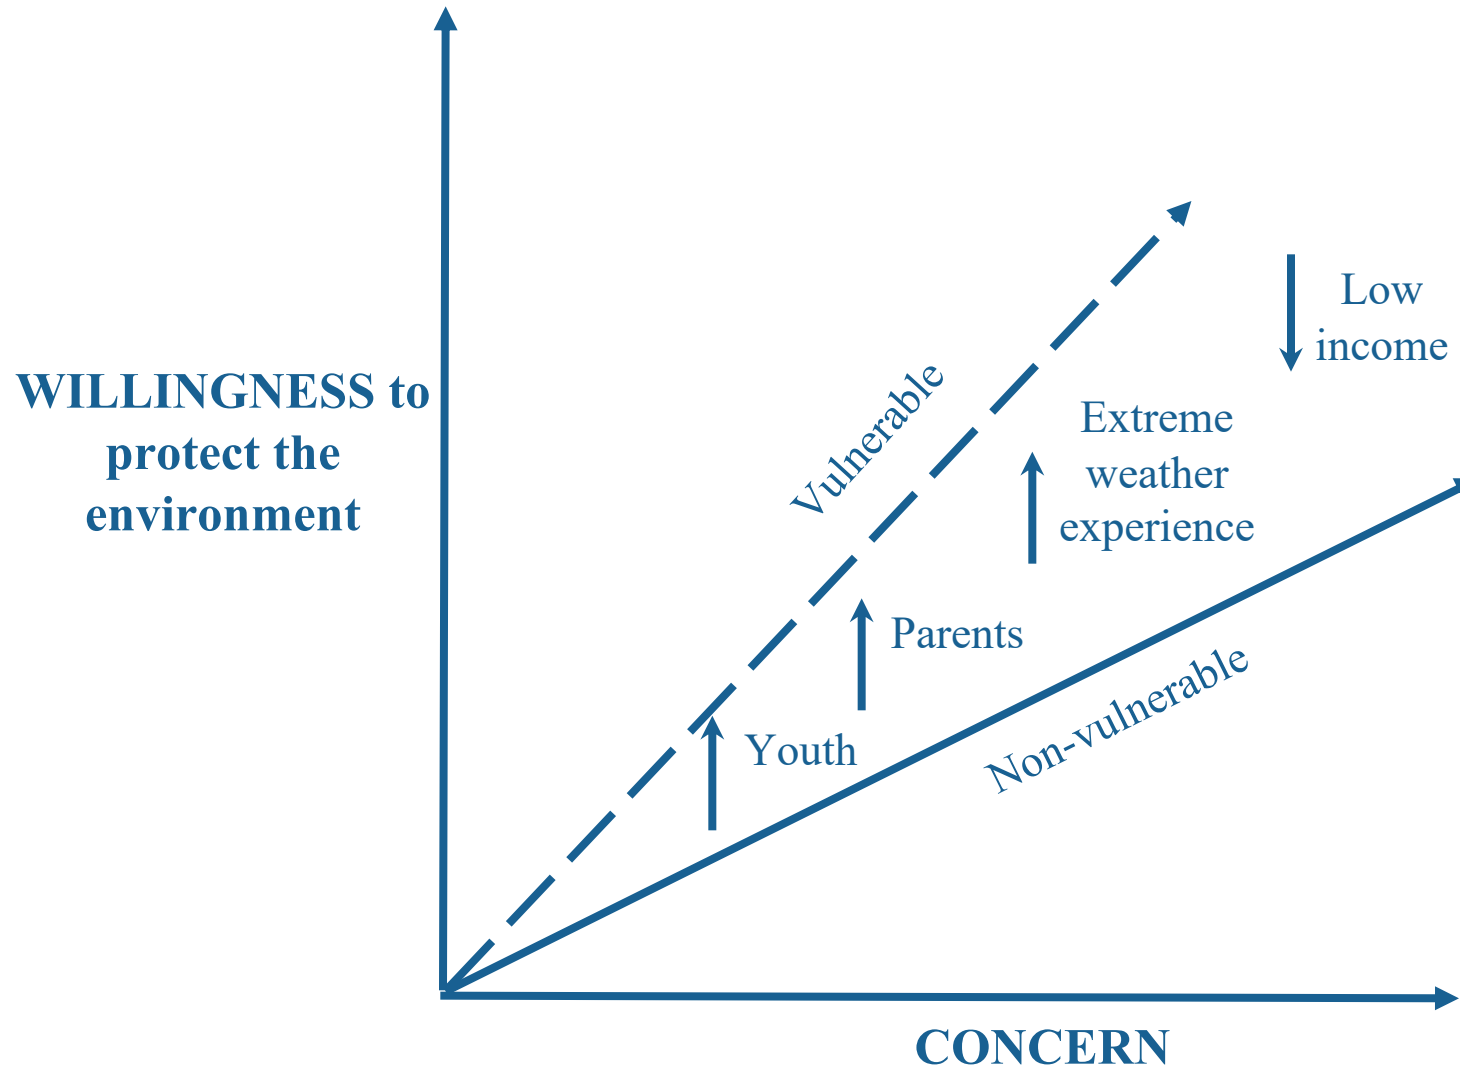 WILLINGNESS to
protect the
environment
Vulnerable
Low
income
Extreme
weather
experience
Parents
Youth
Non-vulnerable
CONCERN